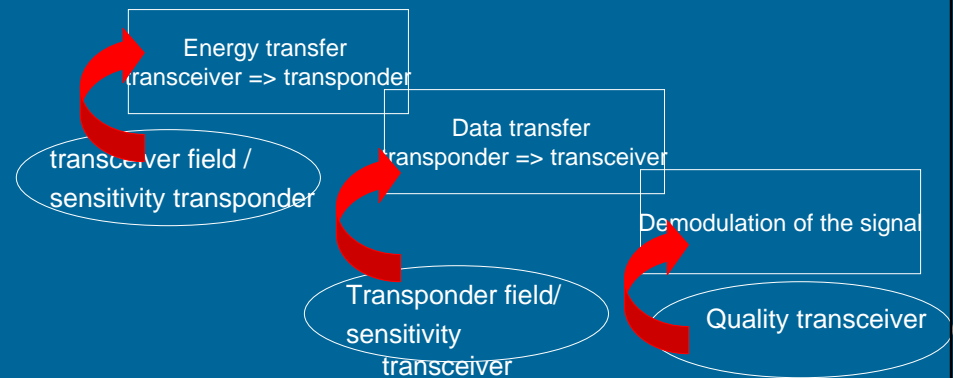 Energy transfer
transceiver => transponder
transceiver field /
sensitivity transponder
Data transfer
transponder => transceiver
Transponder field/
sensitivity
transceiver
Demodulation of the signal
Quality transceiver